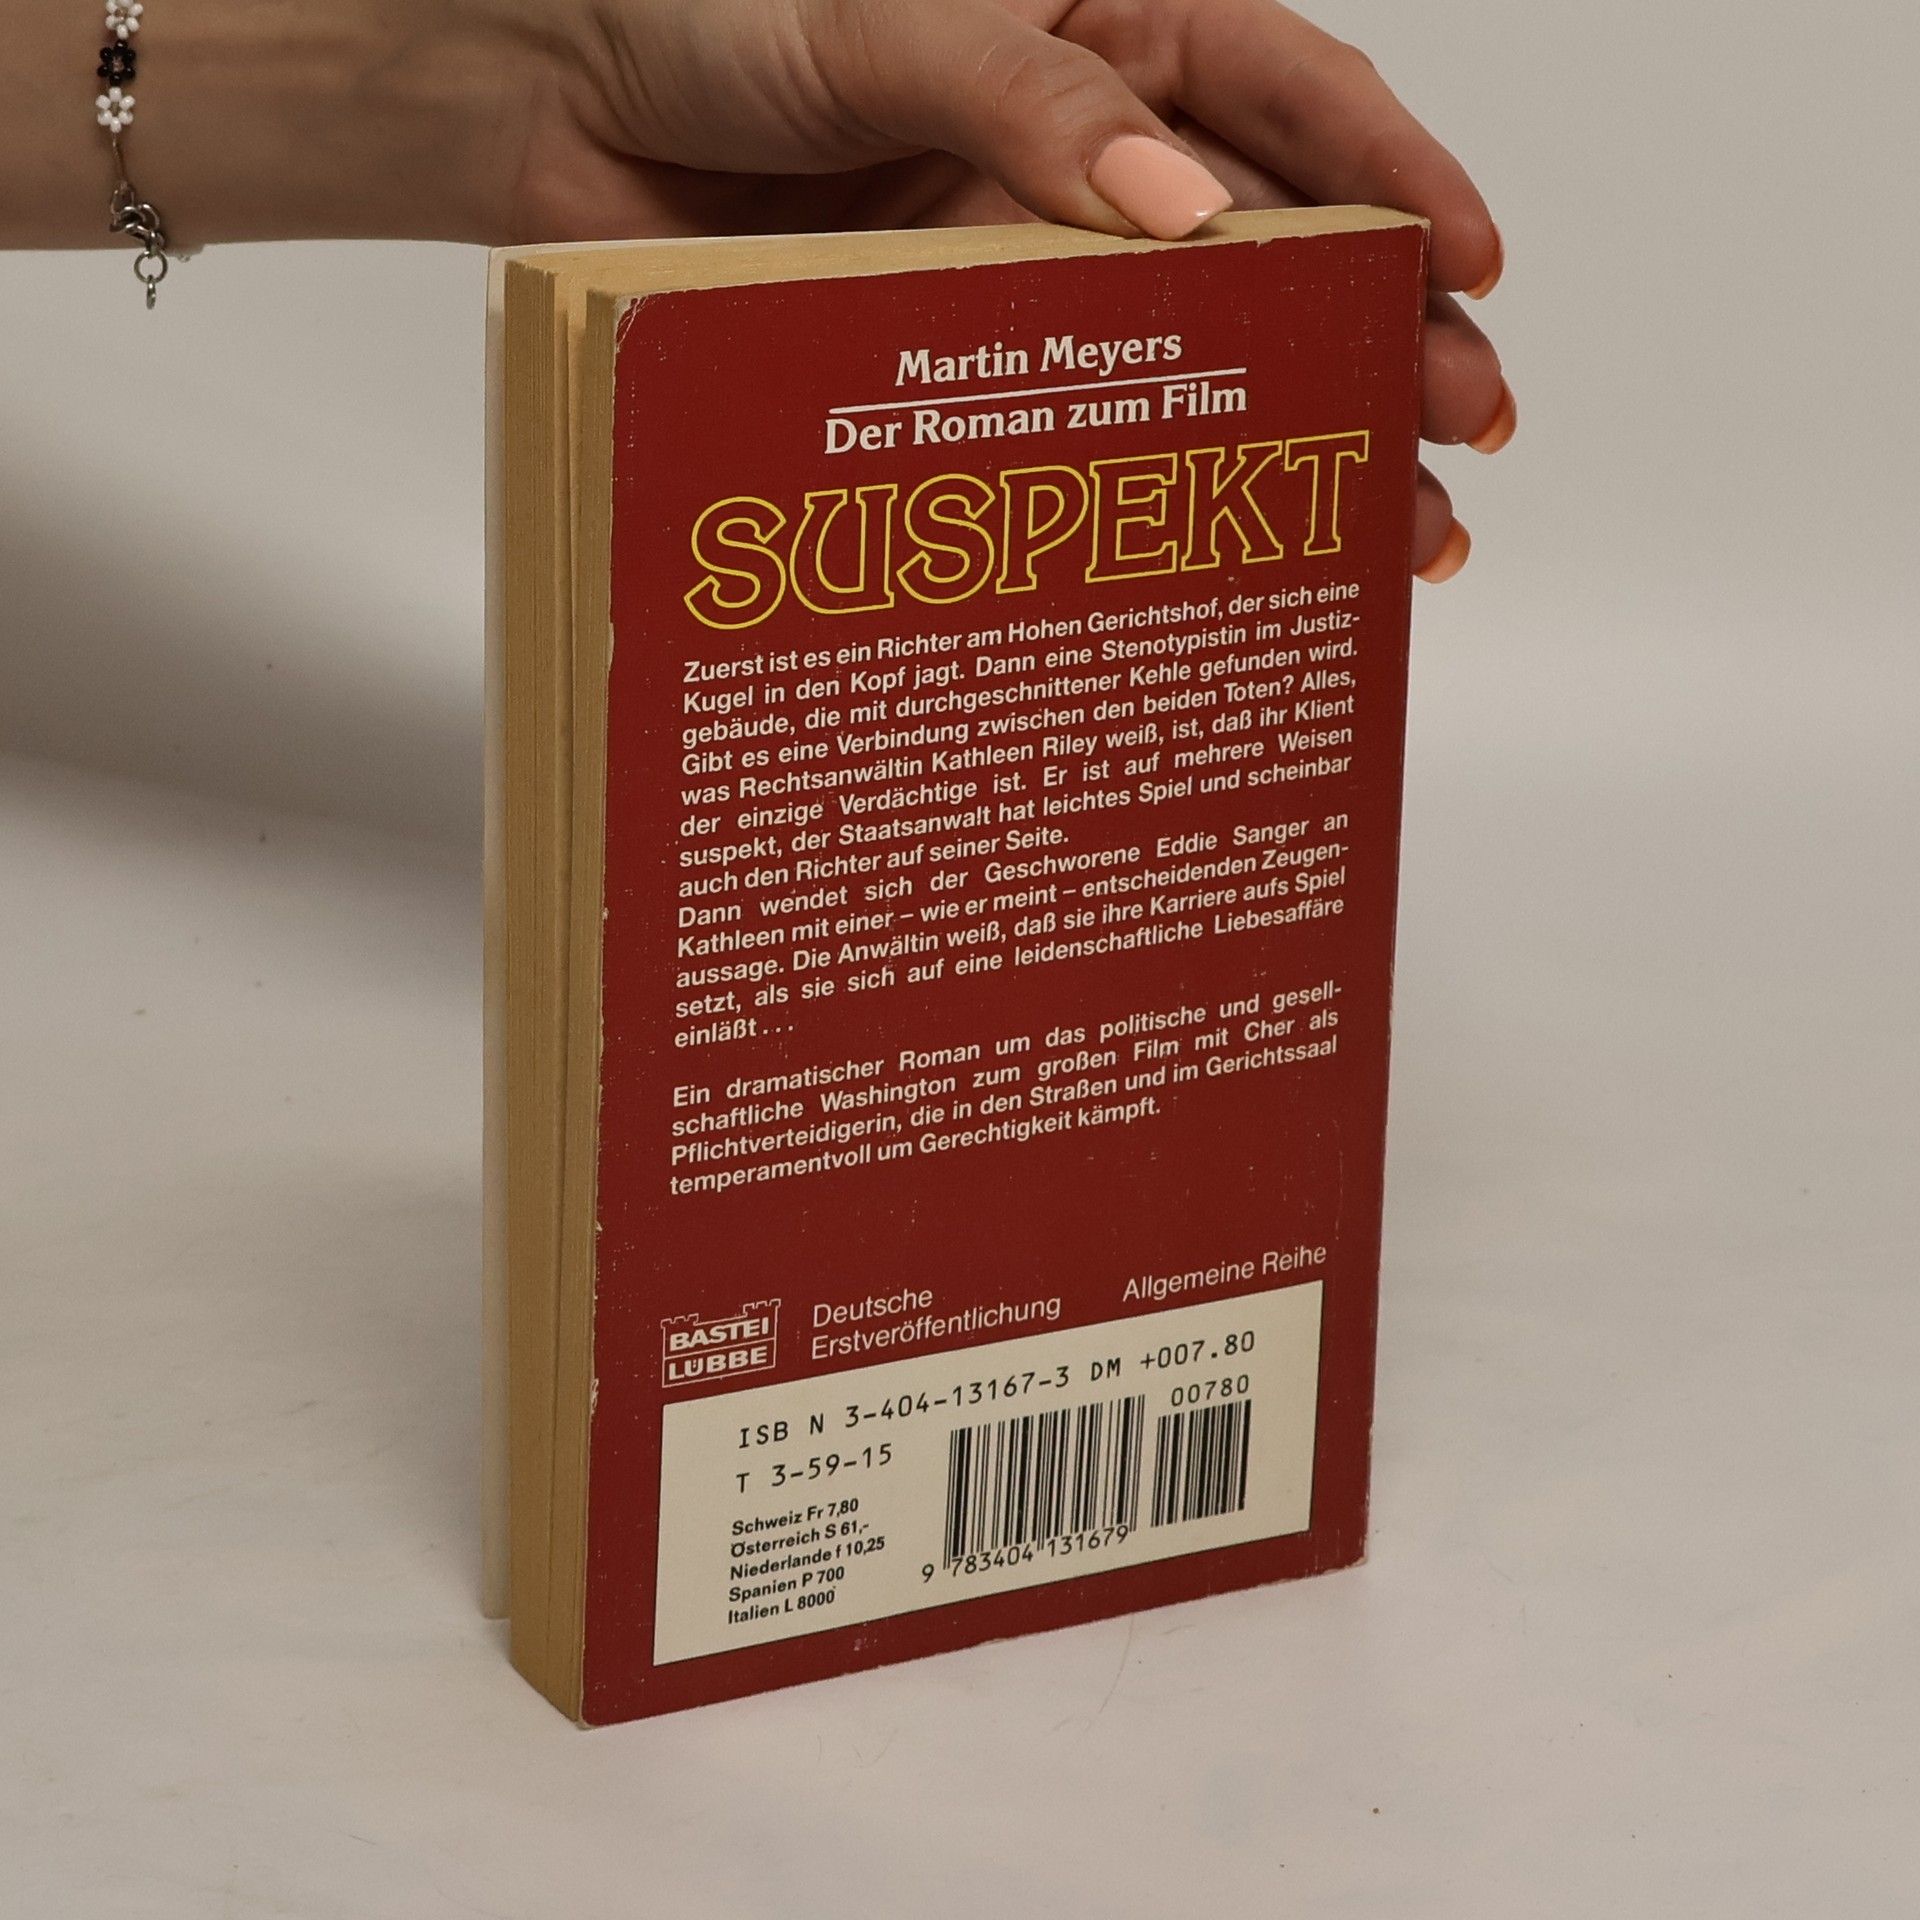 Martin Meyers
Der Roman zum Film
SUSPEKT
Zuerst ist es ein Richter am Hohen Gerichtshof, der sich eine
Kugel in den Kopf jagt. Dann eine Stenotypistin im Justiz-
gebäude, die mit durchgeschnittener Kehle gefunden wird.
Gibt es eine Verbindung zwischen den beiden Toten? Alles,
was Rechtsanwältin Kathleen Riley weiß, ist, daß ihr Klient
der einzige Verdächtige ist. Er ist auf mehrere Weisen
suspekt, der Staatsanwalt hat leichtes Spiel und scheinbar
auch den Richter auf seiner Seite.
Dann wendet sich der Geschworene Eddie Sanger an
Kathleen mit einer – wie er meint – entscheidenden Zeugen-
aussage. Die Anwältin weiß, daß sie ihre Karriere aufs Spiel
setzt, als sie sich auf eine leidenschaftliche Liebesaffäre
einläßt...
Ein dramatischer Roman um das politische und gesell-
schaftliche Washington zum großen Film mit Cher als
Pflichtverteidigerin, die in den Straßen und im Gerichtssaal
temperamentvoll um Gerechtigkeit kämpft.
BASTEI
LÜBBE
Deutsche
Erstveröffentlichung
Allgemeine Reihe
ISB N 3-404-13167-3 DM +007.80
T 3-59-15
00780
Schweiz Fr 7,80
Österreich S 61,-
Niederlande f 10,25
Spanien P 700
Italien L 8000
9 783404 131679